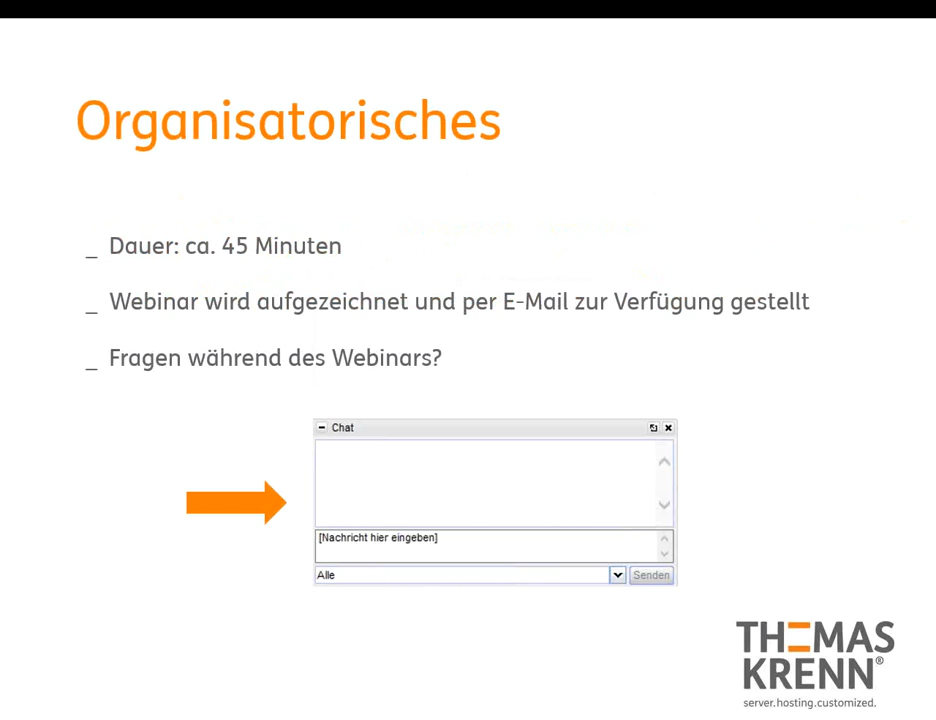 Organisatorisches
_ Dauer: ca. 45 Minuten
_ Webinar wird aufgezeichnet und per E-Mail zur Verfügung gestellt
_ Fragen während des Webinars?
Chat
[Nachricht hier eingeben]
Alle
Senden
THOMAS
KRENN®
server.hosting.customized.